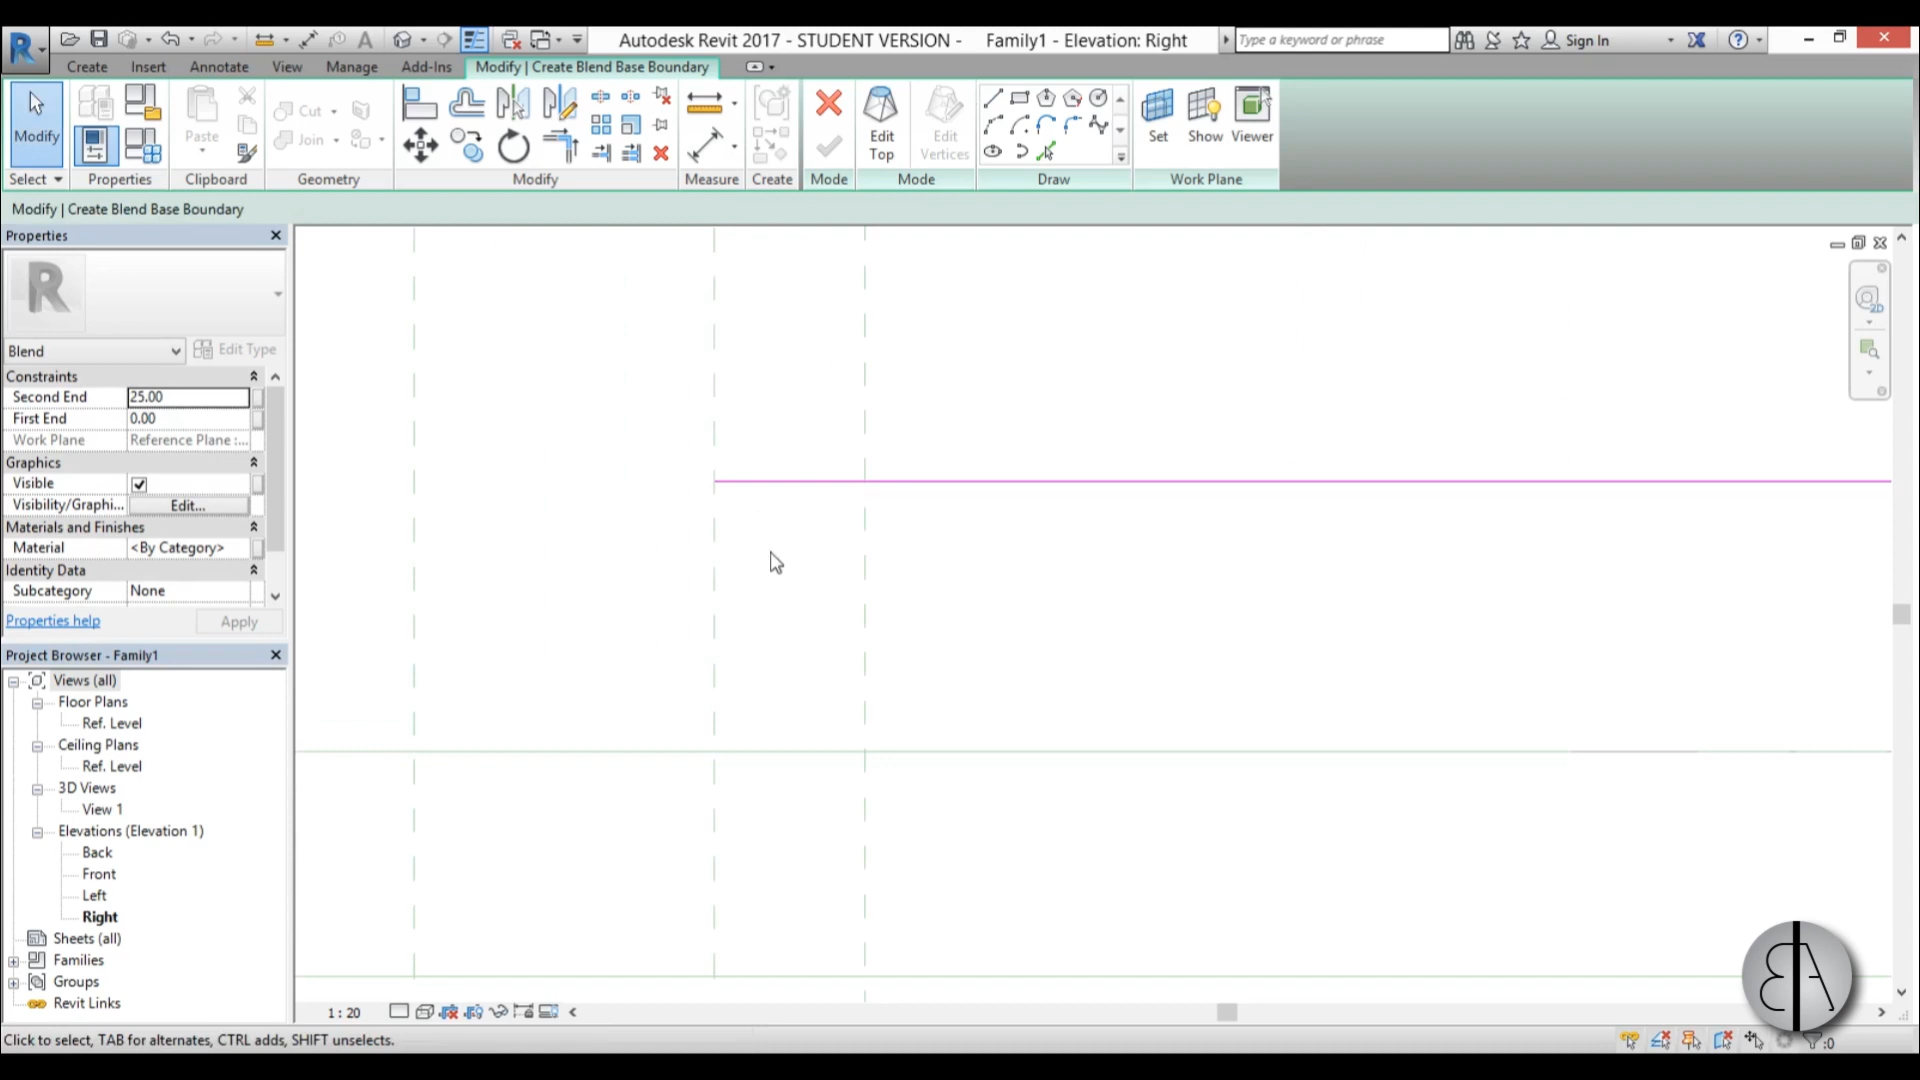 Autodesk Revit 2017 - STUDENT VERSION - Family1 - Elevation: Right
Type a keyword or phrase
Sign In
Create Insert Annotate View Manage Add-Ins Modify | Create Blend Base Boundary
Modify
Paste
Cut
Join
Edit Top
Edit Vertices
Set
Show
Viewer
Select Properties Clipboard Geometry Modify Measure Create Mode Mode Draw Work Plane
Modify | Create Blend Base Boundary
Properties
Blend
Edit Type
Constraints
Second End 25.00
First End 0.00
Work Plane Reference Plane :...
Graphics
Visible
Visibility/Graphi... Edit...
Materials and Finishes
Material <By Category>
Identity Data
Subcategory None
Properties help
Apply
Project Browser - Family1
Views (all)
Floor Plans
Ref. Level
Ceiling Plans
Ref. Level
3D Views
View 1
Elevations (Elevation 1)
Back
Front
Left
Right
Sheets (all)
Families
Groups
Revit Links
2D
1 : 20
Click to select, TAB for alternates, CTRL adds, SHIFT unselects.
:0